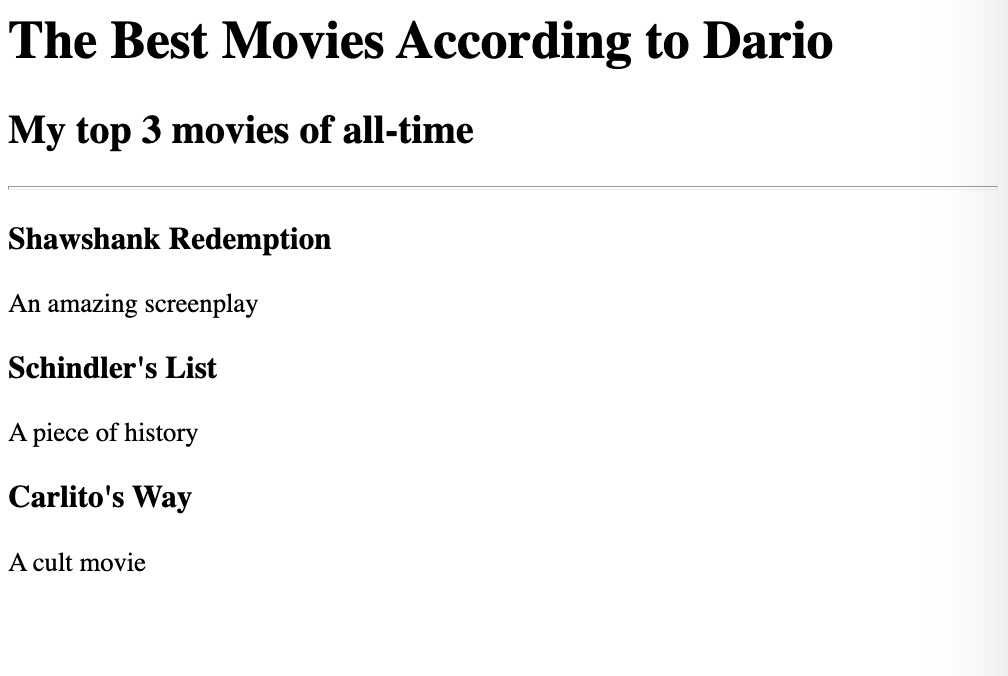 The Best Movies According to Dario
My top 3 movies of all-time
Shawshank Redemption
An amazing screenplay
Schindler's List
A piece of history
Carlito's Way
A cult movie